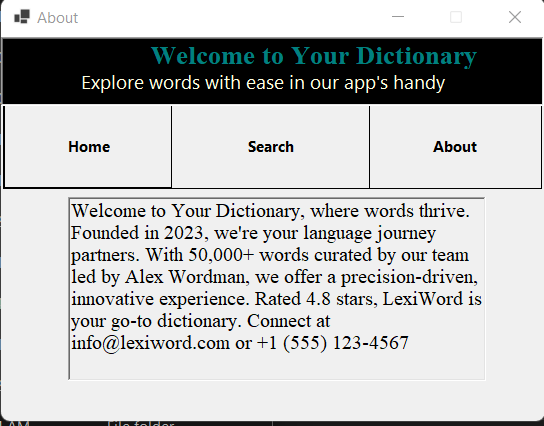 About
Welcome to Your Dictionary
Explore words with ease in our app's handy
Home Search About
Welcome to Your Dictionary, where words thrive.
Founded in 2023, we're your language journey
partners. With 50,000+ words curated by our team
led by Alex Wordman, we offer a precision-driven,
innovative experience. Rated 4.8 stars, LexiWord is
your go-to dictionary. Connect at
info@lexiword.com or +1 (555) 123-4567
AM File folder